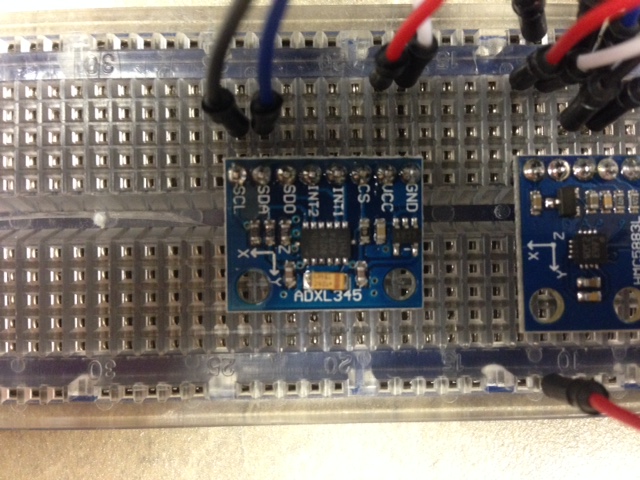 30
30
25
SCL
SDA
SDO
INT2
INT1
CS
VCC
GND
X
Y
Z
ADXL345
20
15
10
X
Y
Z
HMC5883L